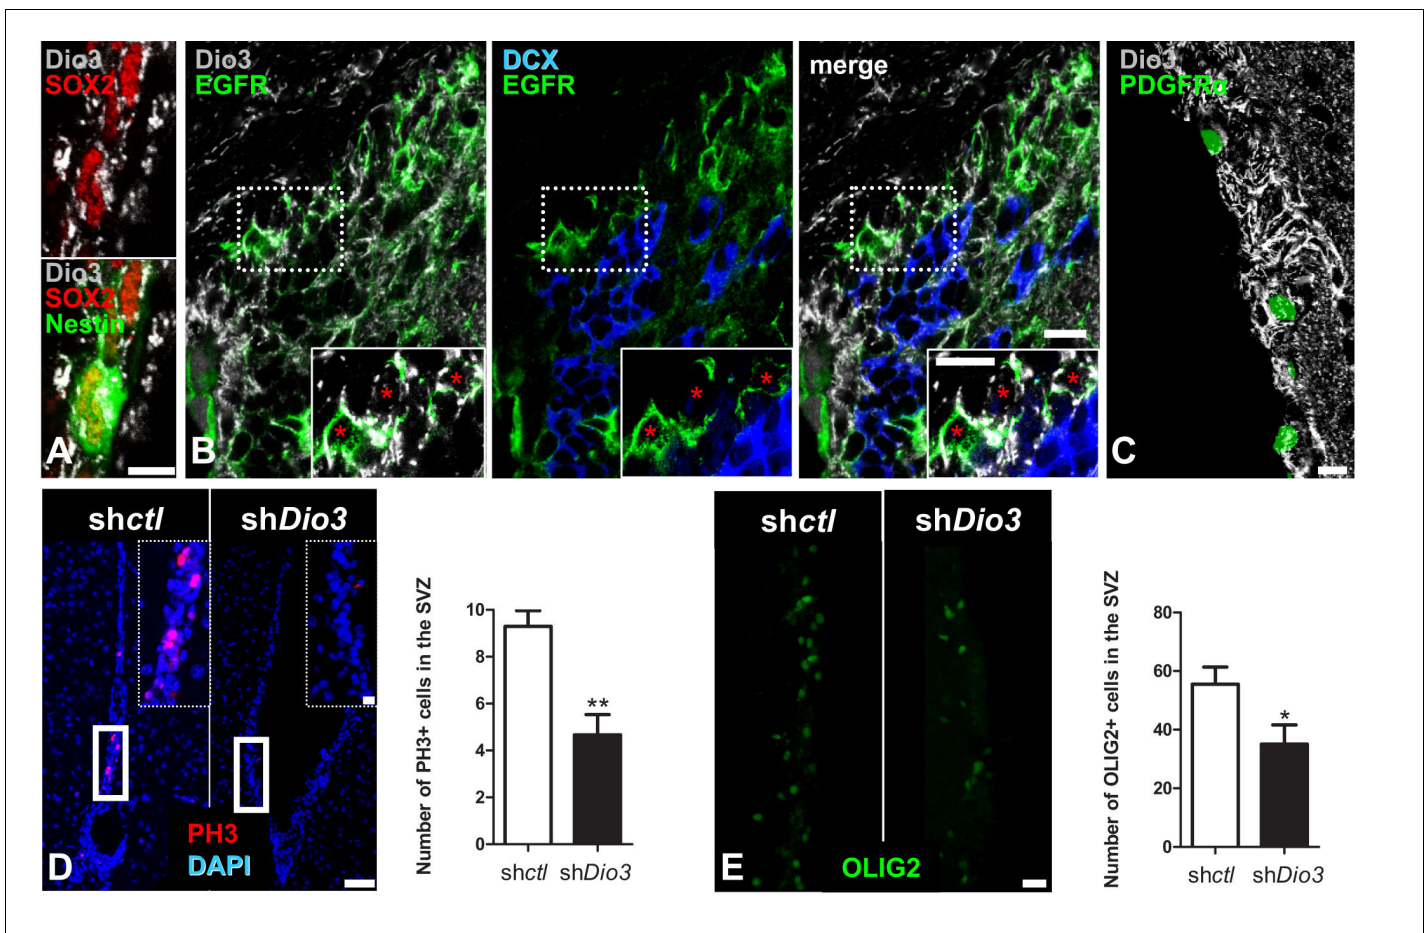 Dio3
SOX2
Dio3
SOX2
Nestin
A
Dio3
EGFR
B
DCX
EGFR
merge
Dio3
PDGFRα
C
shctl
shDio3
PH3
DAPI
D
Number of PH3+ cells in the SVZ
10
8
6
4
2
0
**
shctl
shDio3
shctl
shDio3
OLIG2
E
Number of OLIG2+ cells in the SVZ
80
60
40
20
0
*
shctl
shDio3